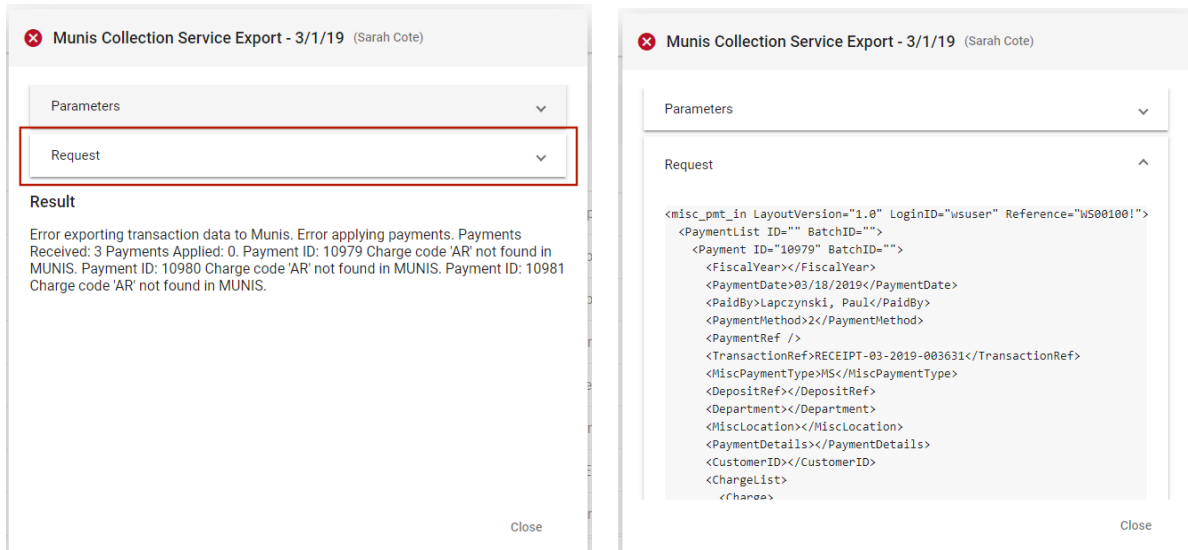 Munis Collection Service Export - 3/1/19 (Sarah Cote)
Parameters
Request
Result
Error exporting transaction data to Munis. Error applying payments. Payments
Received: 3 Payments Applied: 0. Payment ID: 10979 Charge code 'AR' not found in
MUNIS. Payment ID: 10980 Charge code 'AR' not found in MUNIS. Payment ID: 10981
Charge code 'AR' not found in MUNIS.
Close
Munis Collection Service Export - 3/1/19 (Sarah Cote)
Parameters
Request
<misc_pmt_in LayoutVersion="1.0" LoginID="wsuser" Reference="WS00100!">
<PaymentList ID="" BatchID="">
<Payment ID="10979" BatchID="">
<FiscalYear></FiscalYear>
<PaymentDate>03/18/2019</PaymentDate>
<PaidBy>Lapczynski, Paul</PaidBy>
<PaymentMethod>2</PaymentMethod>
<PaymentRef />
<TransactionRef>RECEIPT-03-2019-003631</TransactionRef>
<MiscPaymentType>MS</MiscPaymentType>
<DepositRef></DepositRef>
<Department></Department>
<MiscLocation></MiscLocation>
<PaymentDetails></PaymentDetails>
<CustomerID></CustomerID>
<ChargeList>
<Charge>
Close